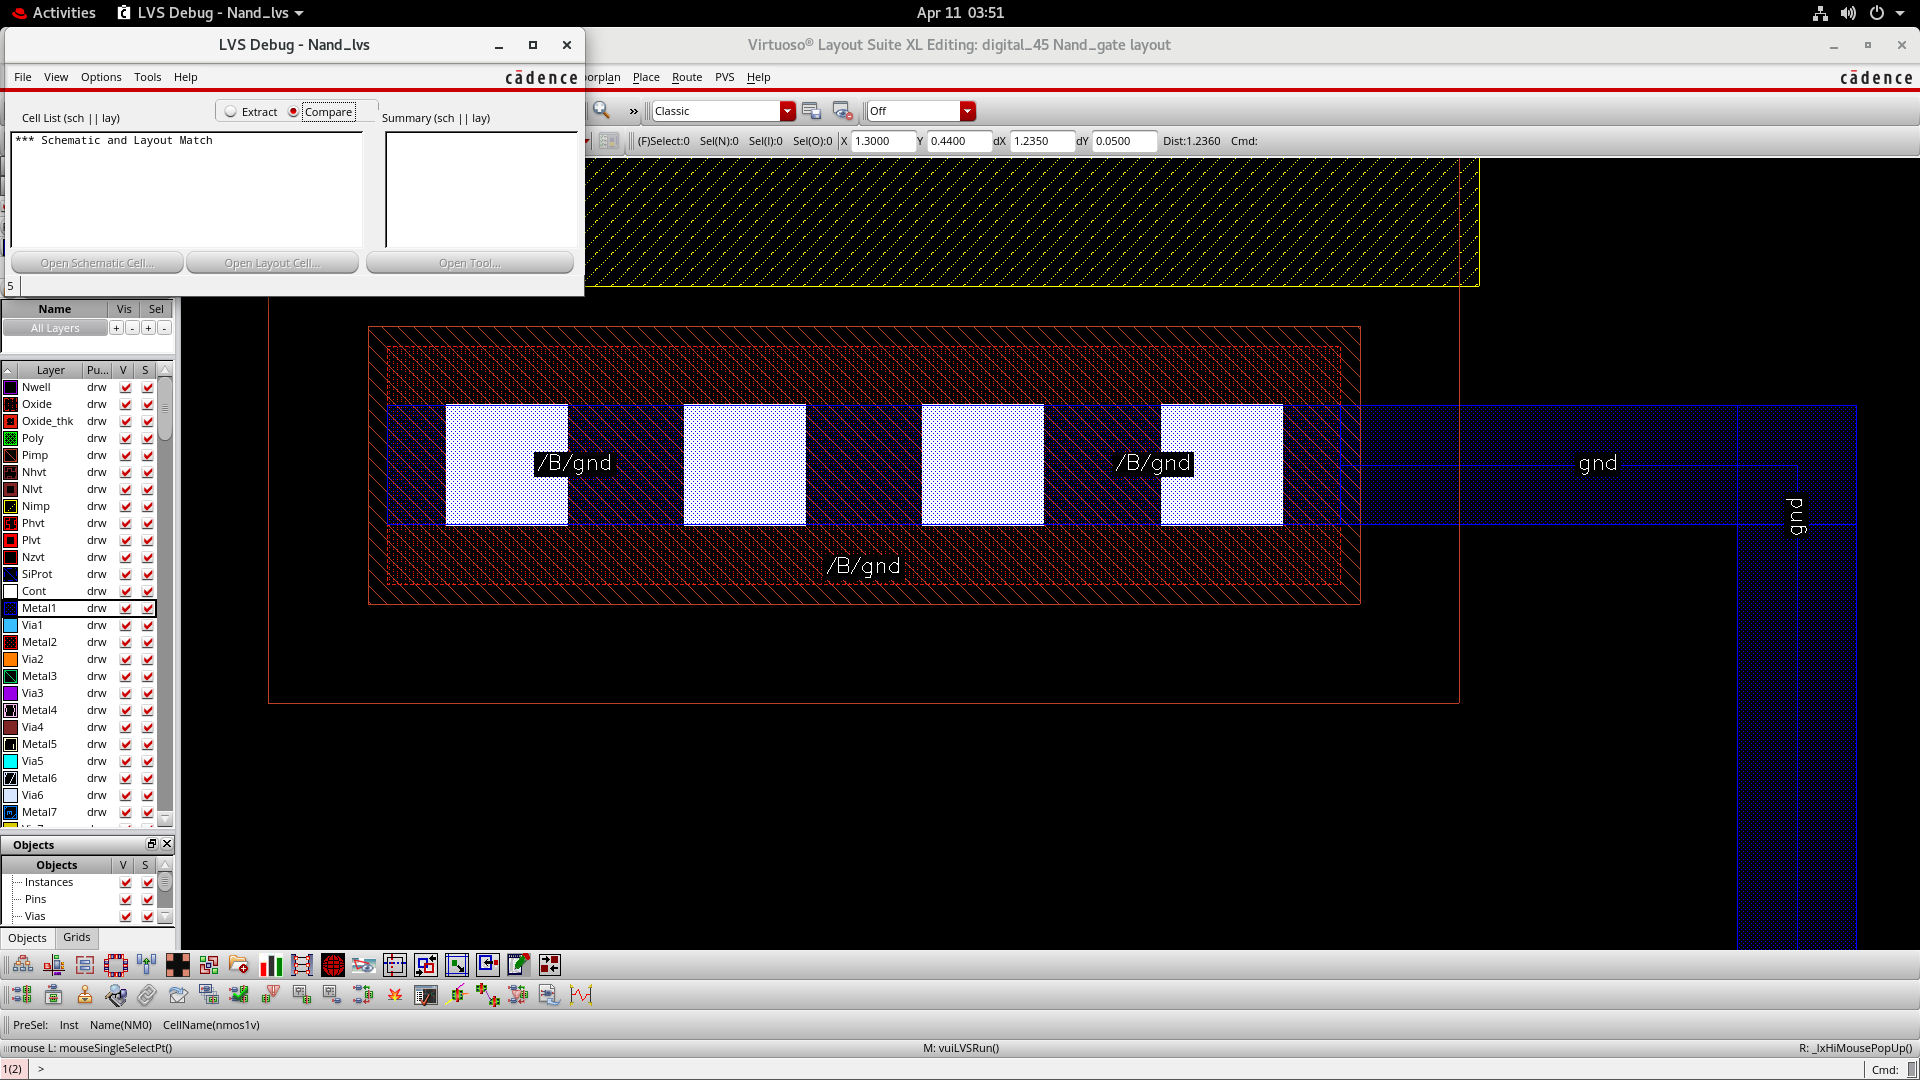 Activities LVS Debug - Nand_lvs Apr 11 03:51
LVS Debug - Nand_lvs
Virtuoso® Layout Suite XL Editing: digital_45 Nand_gate layout
File View Options Tools Help cādence
orplan Place Route PVS Help cādence
Extract Compare
Cell List (sch || lay) Summary (sch || lay)
*** Schematic and Layout Match
Open Schematic Cell... Open Layout Cell... Open Tool...
5
» Classic Off
(F)Select:0 Sel(N):0 Sel(I):0 Sel(O):0 X 1.3000 Y 0.4400 dX 1.2350 dY 0.0500 Dist:1.2360 Cmd:
Name Vis Sel
All Layers + - + -
Layer Pu... V S
Nwell drw
Oxide drw
Oxide_thk drw
Poly drw
Pimp drw
Nhvt drw
Nlvt drw
Nimp drw
Phvt drw
Plvt drw
Nzvt drw
SiProt drw
Cont drw
Metal1 drw
Via1 drw
Metal2 drw
Via2 drw
Metal3 drw
Via3 drw
Metal4 drw
Via4 drw
Metal5 drw
Via5 drw
Metal6 drw
Via6 drw
Metal7 drw
Objects
Objects V S
Instances
Pins
Vias
Objects Grids
/B/gnd /B/gnd gnd
gnd
/B/gnd
PreSel: Inst Name(NM0) CellName(nmos1v)
mouse L: mouseSingleSelectPt() M: vuiLVSRun() R: _lxHiMousePopUp()
1(2) > Cmd: